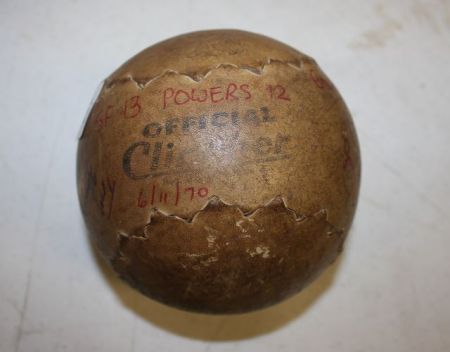 SF 13 POWERS 12
OFFICIAL
Clincher
6/11/70